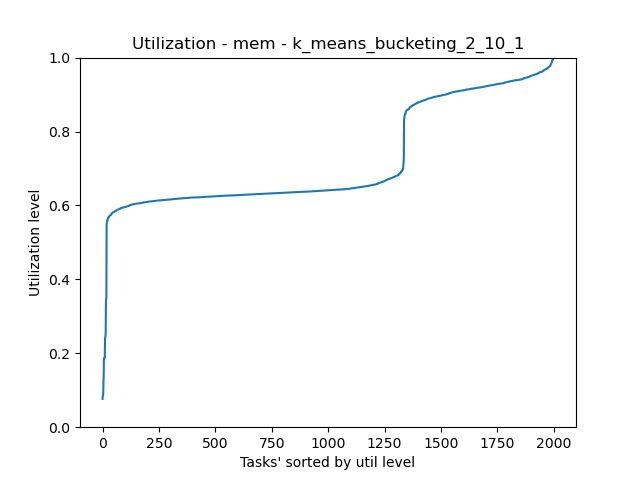 Utilization - mem - k_means_bucketing_2_10_1
1.0
0.8
0.6
0.4
0.2
0.0
Utilization level
0 250 500 750 1000 1250 1500 1750 2000
Tasks' sorted by util level